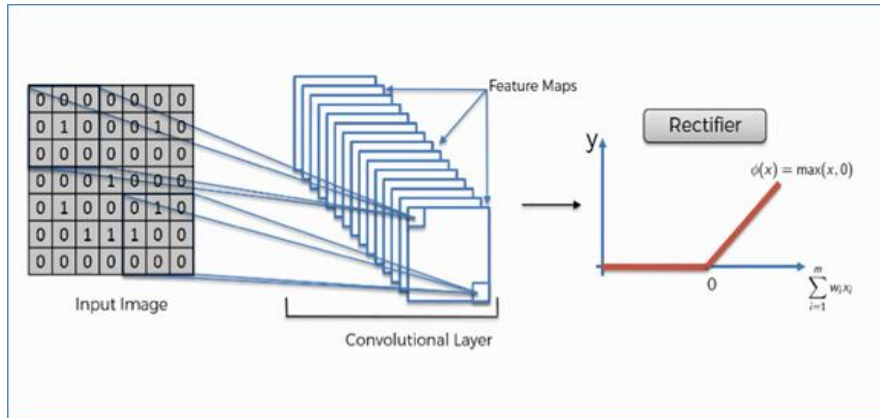 0 0 0 0 0 0 0
0 1 0 0 0 1 0
0 0 0 0 0 0 0
0 0 0 1 0 0 0
0 1 0 0 0 1 0
0 0 1 1 1 0 0
0 0 0 0 0 0 0
Input Image
Feature Maps
Convolutional Layer
Rectifier
y
ϕ(x) = max(x, 0)
0
m
∑ wᵢxᵢ
i=1